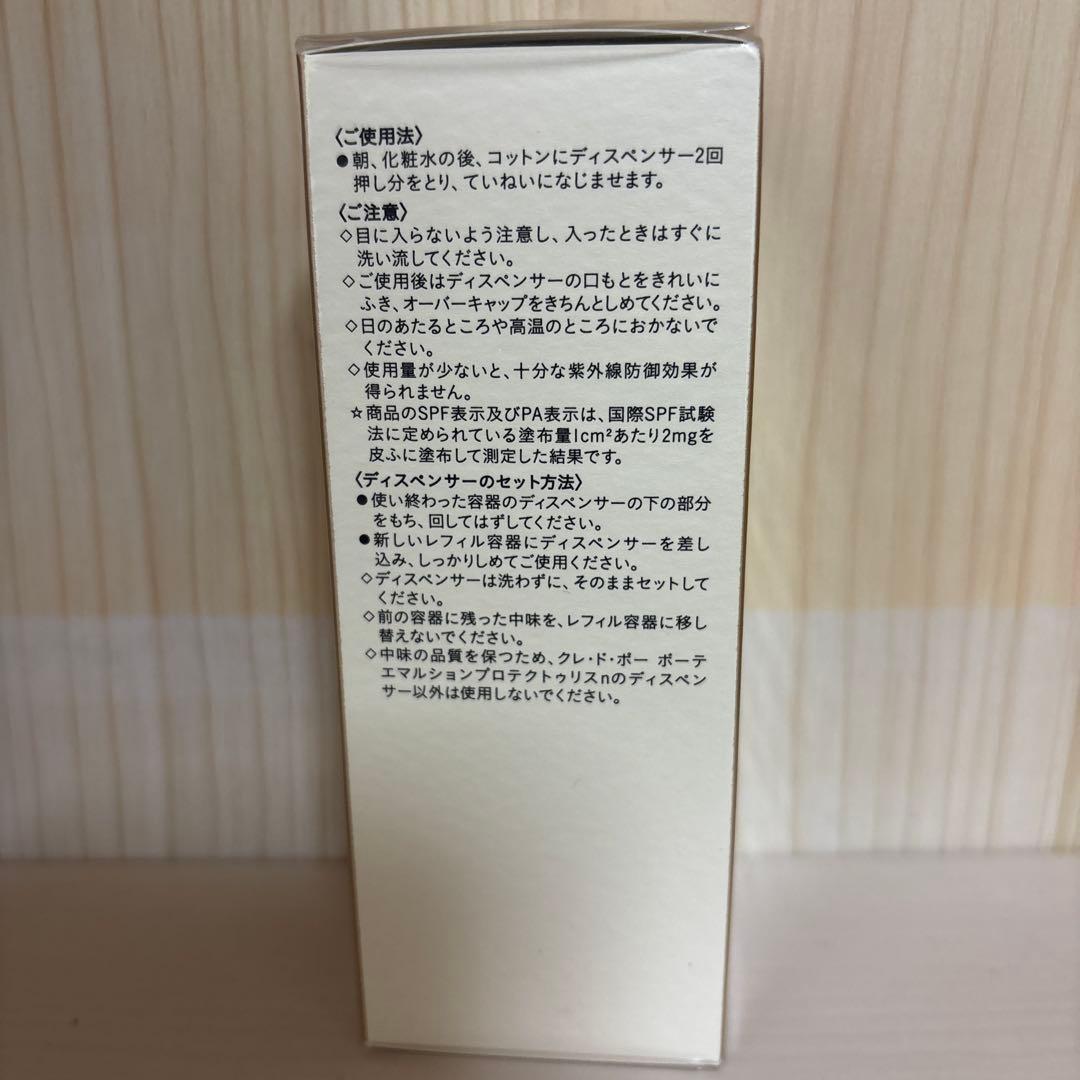 〈ご使用法〉
●朝、化粧水の後、コットンにディスペンサー2回
押し分をとり、ていねいになじませます。
〈ご注意〉
◇目に入らないよう注意し、入ったときはすぐに
洗い流してください。
◇ご使用後はディスペンサーの口もとをきれいに
ふき、オーバーキャップをきちんとしめてください。
◇日のあたるところや高温のところにおかないで
ください。
◇使用量が少ないと、十分な紫外線防御効果が
得られません。
☆商品のSPF表示及びPA表示は、国際SPF試験
法に定められている塗布量1cm²あたり2mgを
皮ふに塗布して測定した結果です。
〈ディスペンサーのセット方法〉
●使い終わった容器のディスペンサーの下の部分
をもち、回してはずしてください。
●新しいレフィル容器にディスペンサーを差し
込み、しっかりしめてご使用ください。
◇ディスペンサーは洗わずに、そのままセットして
ください。
◇前の容器に残った中味を、レフィル容器に移し
替えないでください。
◇中味の品質を保つため、クレ・ド・ポー ボーテ
エマルションプロテクトゥリスnのディスペン
サー以外は使用しないでください。